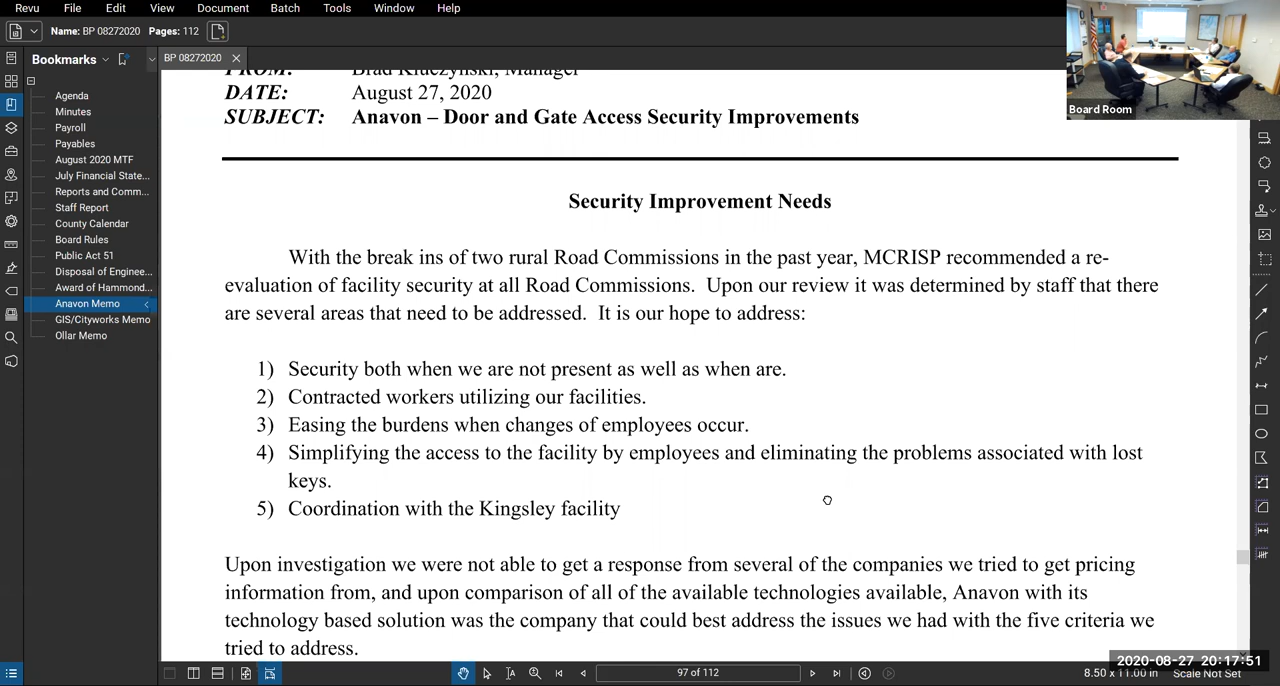 Revu File Edit View Document Batch Tools Window Help
Name: BP 08272020 Pages: 112
Bookmarks
BP 08272020
Agenda
Minutes
Payroll
Payables
August 2020 MTF
July Financial State...
Reports and Comm...
Staff Report
County Calendar
Board Rules
Public Act 51
Disposal of Enginee...
Award of Hammond...
Anavon Memo
GIS/Cityworks Memo
Ollar Memo
FROM: Brad Kluczynski, Manager
DATE: August 27, 2020
SUBJECT: Anavon – Door and Gate Access Security Improvements
Security Improvement Needs
With the break ins of two rural Road Commissions in the past year, MCRISP recommended a re-
evaluation of facility security at all Road Commissions. Upon our review it was determined by staff that there
are several areas that need to be addressed. It is our hope to address:
1) Security both when we are not present as well as when are.
2) Contracted workers utilizing our facilities.
3) Easing the burdens when changes of employees occur.
4) Simplifying the access to the facility by employees and eliminating the problems associated with lost
keys.
5) Coordination with the Kingsley facility
Upon investigation we were not able to get a response from several of the companies we tried to get pricing
information from, and upon comparison of all of the available technologies available, Anavon with its
technology based solution was the company that could best address the issues we had with the five criteria we
tried to address.
Board Room
97 of 112
8.50 x 11.00 in Scale Not Set
2020-08-27 20:17:51